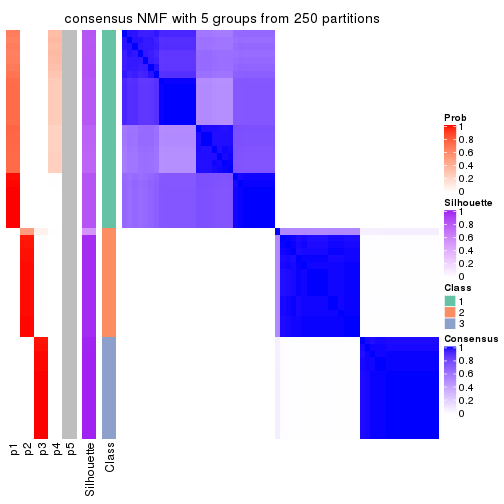 consensus NMF with 5 groups from 250 partitions
Prob
1
0.8
0.6
0.4
0.2
0
Silhouette
1
0.8
0.6
0.4
0.2
0
Class
1
2
3
Consensus
1
0.8
0.6
0.4
0.2
0
p1
p2
p3
p4
p5
Silhouette
Class